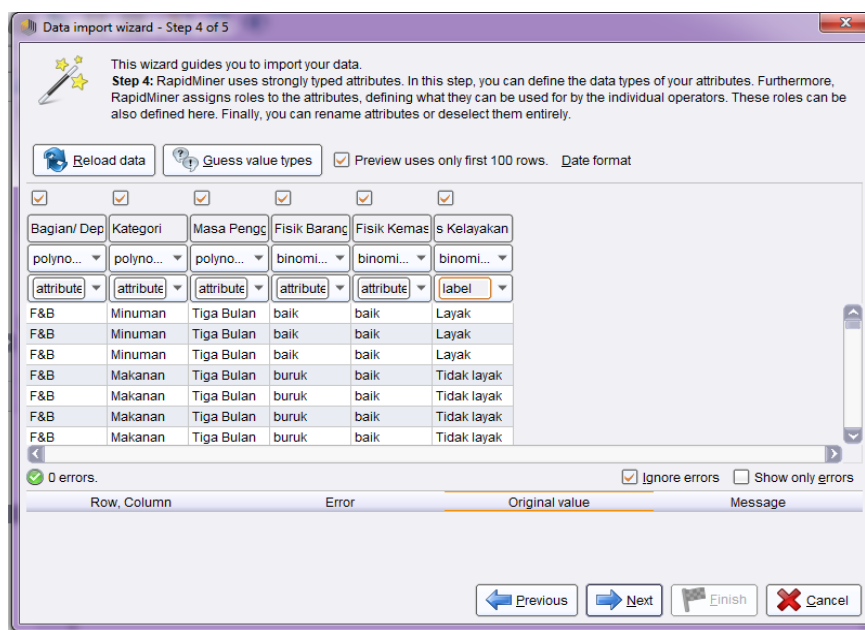 Data import wizard - Step 4 of 5
This wizard guides you to import your data.
Step 4: RapidMiner uses strongly typed attributes. In this step, you can define the data types of your attributes. Furthermore,
RapidMiner assigns roles to the attributes, defining what they can be used for by the individual operators. These roles can be
also defined here. Finally, you can rename attributes or deselect them entirely.
Reload data Guess value types Preview uses only first 100 rows. Date format
Bagian/ Dep Kategori Masa Pengg Fisik Barang Fisik Kemas s Kelayakan
polyno... polyno... polyno... binomi... binomi... binomi...
attribute attribute attribute attribute attribute label
F&B Minuman Tiga Bulan baik baik Layak
F&B Minuman Tiga Bulan baik baik Layak
F&B Minuman Tiga Bulan baik baik Layak
F&B Makanan Tiga Bulan buruk baik Tidak layak
F&B Makanan Tiga Bulan buruk baik Tidak layak
F&B Makanan Tiga Bulan buruk baik Tidak layak
F&B Makanan Tiga Bulan buruk baik Tidak layak
0 errors. Ignore errors Show only errors
Row, Column Error Original value Message
Previous Next Finish Cancel